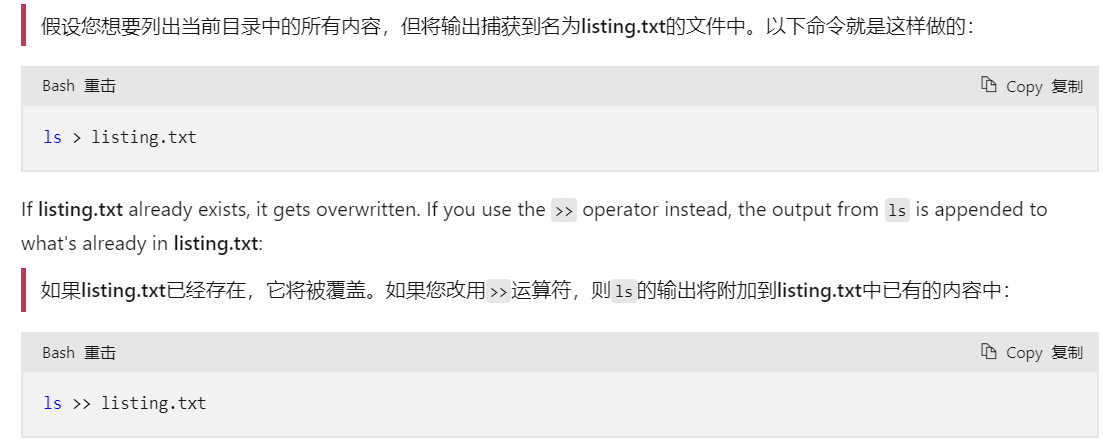 假设您想要列出当前目录中的所有内容，但将输出捕获到名为listing.txt的文件中。以下命令就是这样做的：
Bash 重击 Copy 复制
ls > listing.txt
If listing.txt already exists, it gets overwritten. If you use the >> operator instead, the output from ls is appended to
what's already in listing.txt:
如果listing.txt已经存在，它将被覆盖。如果您改用>>运算符，则ls的输出将附加到listing.txt中已有的内容中：
Bash 重击 Copy 复制
ls >> listing.txt